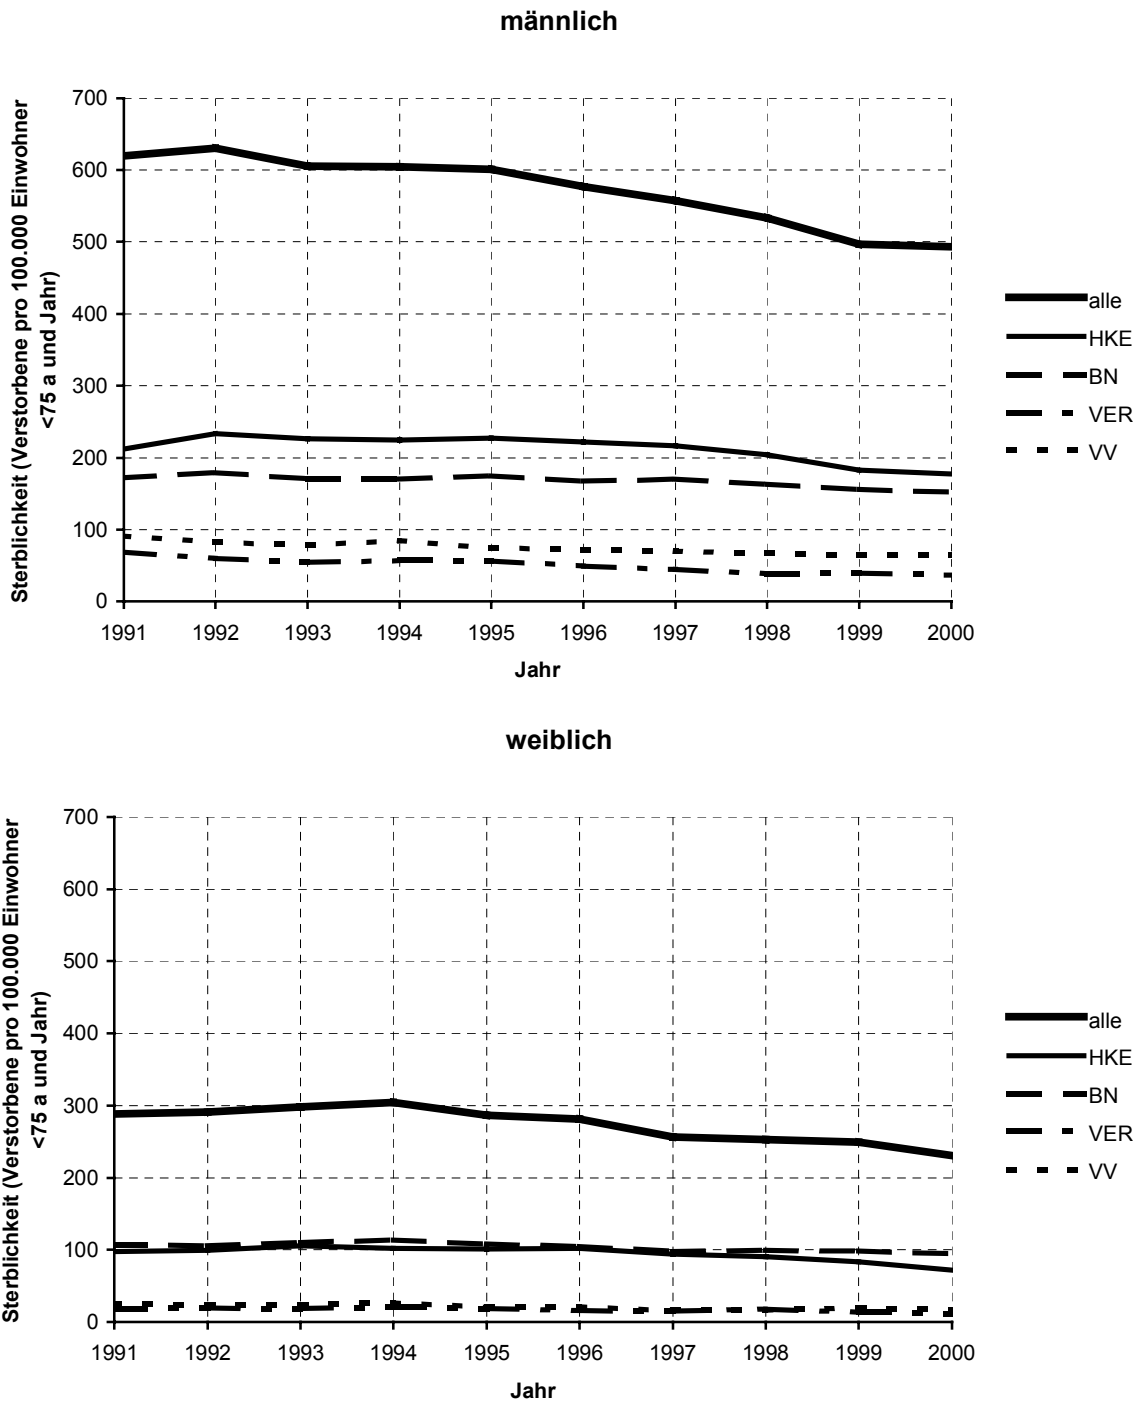 männlich
Sterblichkeit (Verstorbene pro 100.000 Einwohner
<75 a und Jahr)
700
600
500
400
300
200
100
0
1991 1992 1993 1994 1995 1996 1997 1998 1999 2000
Jahr
alle
HKE
BN
VER
VV
weiblich
Sterblichkeit (Verstorbene pro 100.000 Einwohner
<75 a und Jahr)
700
600
500
400
300
200
100
0
1991 1992 1993 1994 1995 1996 1997 1998 1999 2000
Jahr
alle
HKE
BN
VER
VV